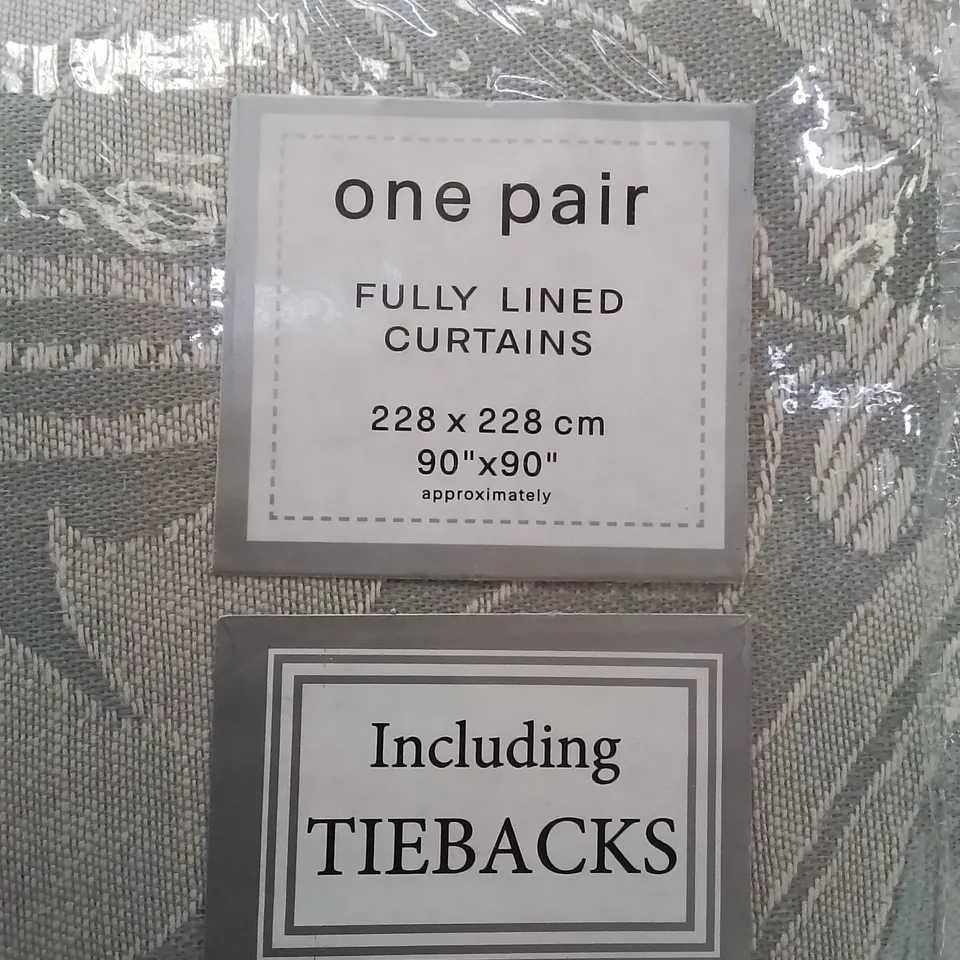 one pair
FULLY LINED
CURTAINS
228 x 228 cm
90"x90"
approximately
Including
TIEBACKS